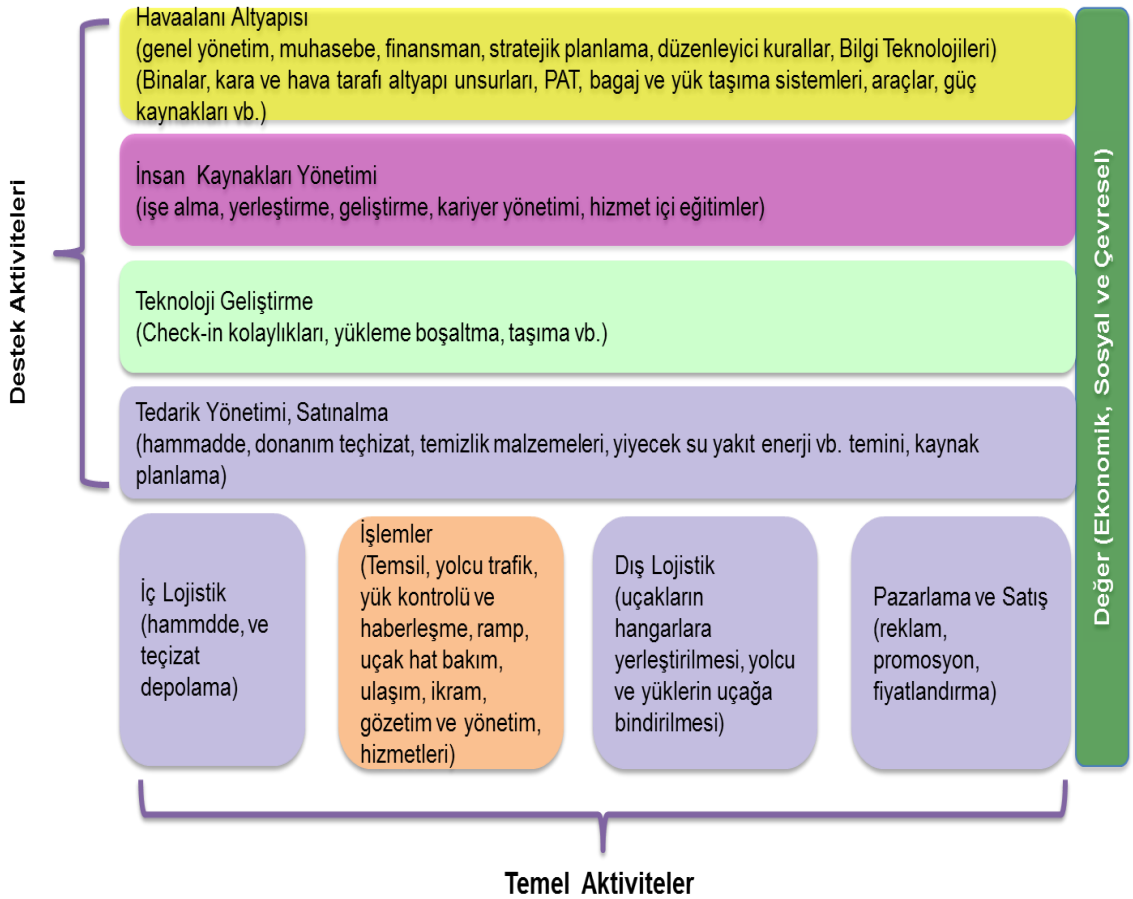 Havaalanı Altyapısı
(genel yönetim, muhasebe, finansman, stratejik planlama, düzenleyici kurallar, Bilgi Teknolojileri)
(Binalar, kara ve hava tarafı altyapı unsurları, PAT, bagaj ve yük taşıma sistemleri, araçlar, güç
kaynakları vb.)
İnsan Kaynakları Yönetimi
(işe alma, yerleştirme, geliştirme, kariyer yönetimi, hizmet içi eğitimler)
Teknoloji Geliştirme
(Check-in kolaylıkları, yükleme boşaltma, taşıma vb.)
Tedarik Yönetimi, Satınalma
(hammadde, donanım teçhizat, temizlik malzemeleri, yiyecek su yakıt enerji vb. temini, kaynak
planlama)
Destek Aktiviteleri
Değer (Ekonomik, Sosyal ve Çevresel)
İç Lojistik
(hammdde, ve
teçizat
depolama)
İşlemler
(Temsil, yolcu trafik,
yük kontrolü ve
haberleşme, ramp,
uçak hat bakım,
ulaşım, ikram,
gözetim ve yönetim,
hizmetleri)
Dış Lojistik
(uçakların
hangarlara
yerleştirilmesi, yolcu
ve yüklerin uçağa
bindirilmesi)
Pazarlama ve Satış
(reklam,
promosyon,
fiyatlandırma)
Temel Aktiviteler